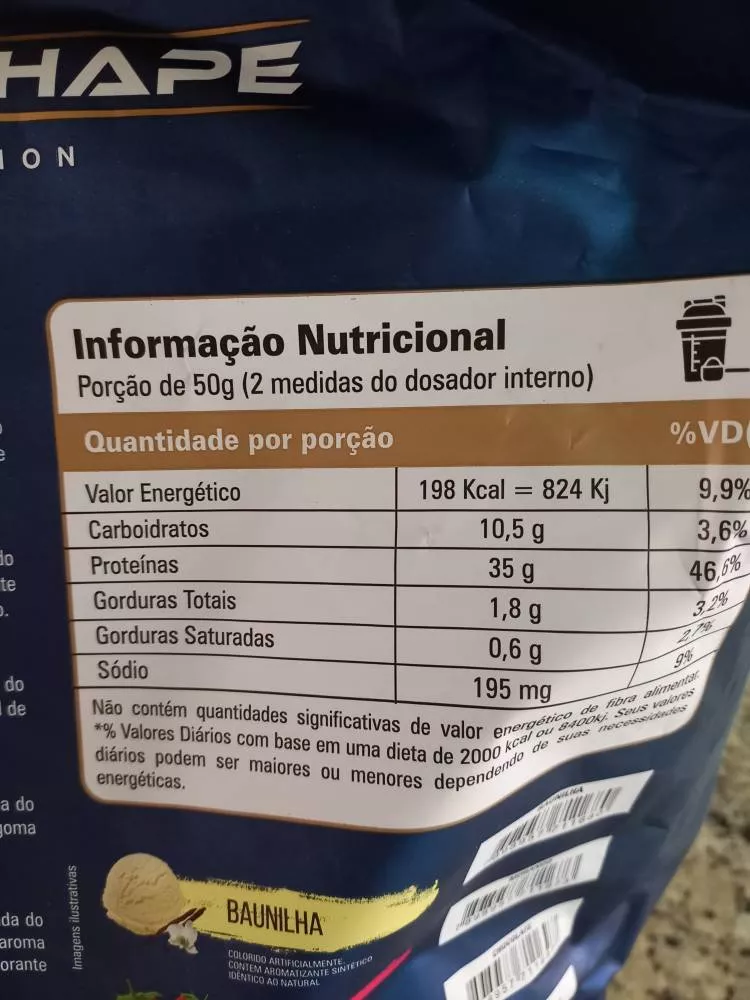 HAPE
ION
Informação Nutricional
Porção de 50g (2 medidas do dosador interno)
Quantidade por porção %VD(
Valor Energético 198 Kcal = 824 Kj 9,9%
Carboidratos 10,5 g 3,6%
Proteínas 35 g 46,6%
Gorduras Totais 1,8 g 3,2%
Gorduras Saturadas 0,6 g 2,7%
Sódio 195 mg 9%
Não contém quantidades significativas de valor energético de fibra alimentar.
*% Valores Diários com base em uma dieta de 2000 kcal ou 8400kj. Seus valores
diários podem ser maiores ou menores dependendo de suas necessidades
energéticas.
do
te
do
de
a do
goma
da do
aroma
orante
Imagens ilustrativas
BAUNILHA
COLORIDO ARTIFICIALMENTE.
CONTÉM AROMATIZANTE SINTÉTICO
IDÊNTICO AO NATURAL
BAUNILHA